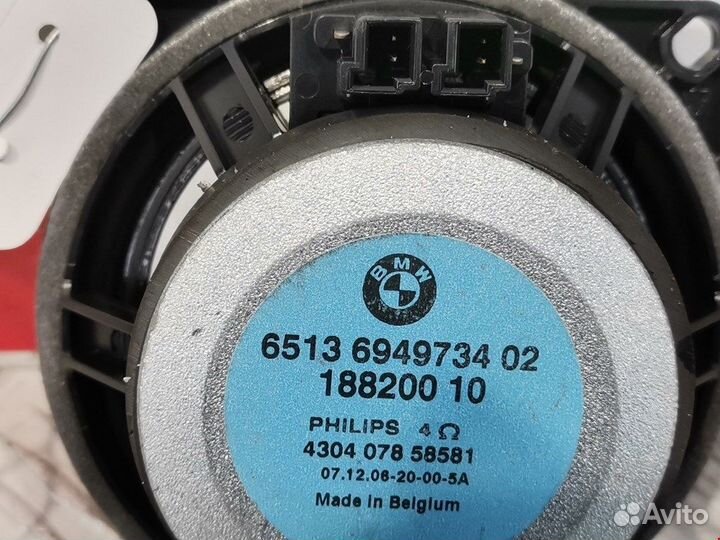 BMW
6513 6949734 02
188200 10
PHILIPS 4 Ω
4304 078 58581
07.12.06-20-00-5A
Made in Belgium
Avito